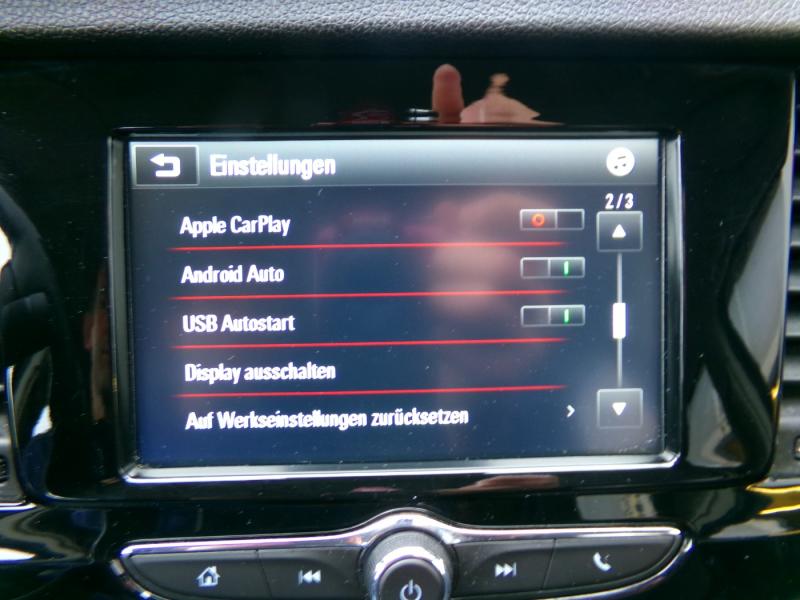 Einstellungen
2/3
Apple CarPlay
Android Auto
USB Autostart
Display ausschalten
Auf Werkseinstellungen zurücksetzen